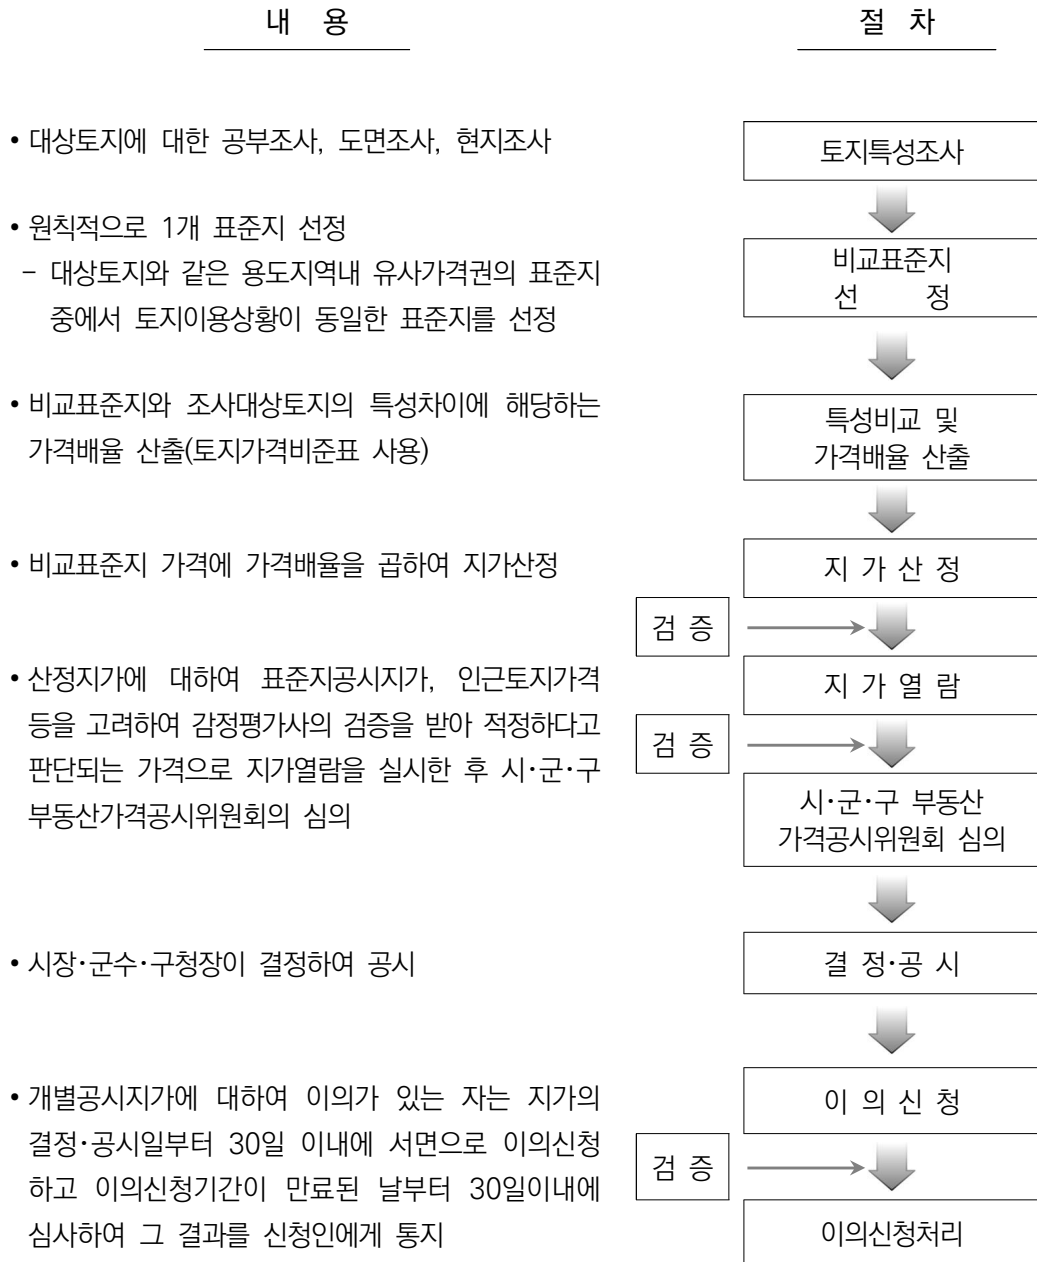 내 용
절 차
• 대상토지에 대한 공부조사, 도면조사, 현지조사
토지특성조사
• 원칙적으로 1개 표준지 선정
- 대상토지와 같은 용도지역내 유사가격권의 표준지
중에서 토지이용상황이 동일한 표준지를 선정
비교표준지
선 정
• 비교표준지와 조사대상토지의 특성차이에 해당하는
가격배율 산출(토지가격비준표 사용)
특성비교 및
가격배율 산출
• 비교표준지 가격에 가격배율을 곱하여 지가산정
지 가 산 정
검 증
• 산정지가에 대하여 표준지공시지가, 인근토지가격
등을 고려하여 감정평가사의 검증을 받아 적정하다고
판단되는 가격으로 지가열람을 실시한 후 시·군·구
부동산가격공시위원회의 심의
지 가 열 람
검 증
시·군·구 부동산
가격공시위원회 심의
• 시장·군수·구청장이 결정하여 공시
결 정·공 시
• 개별공시지가에 대하여 이의가 있는 자는 지가의
결정·공시일부터 30일 이내에 서면으로 이의신청
하고 이의신청기간이 만료된 날부터 30일이내에
심사하여 그 결과를 신청인에게 통지
이 의 신 청
검 증
이의신청처리